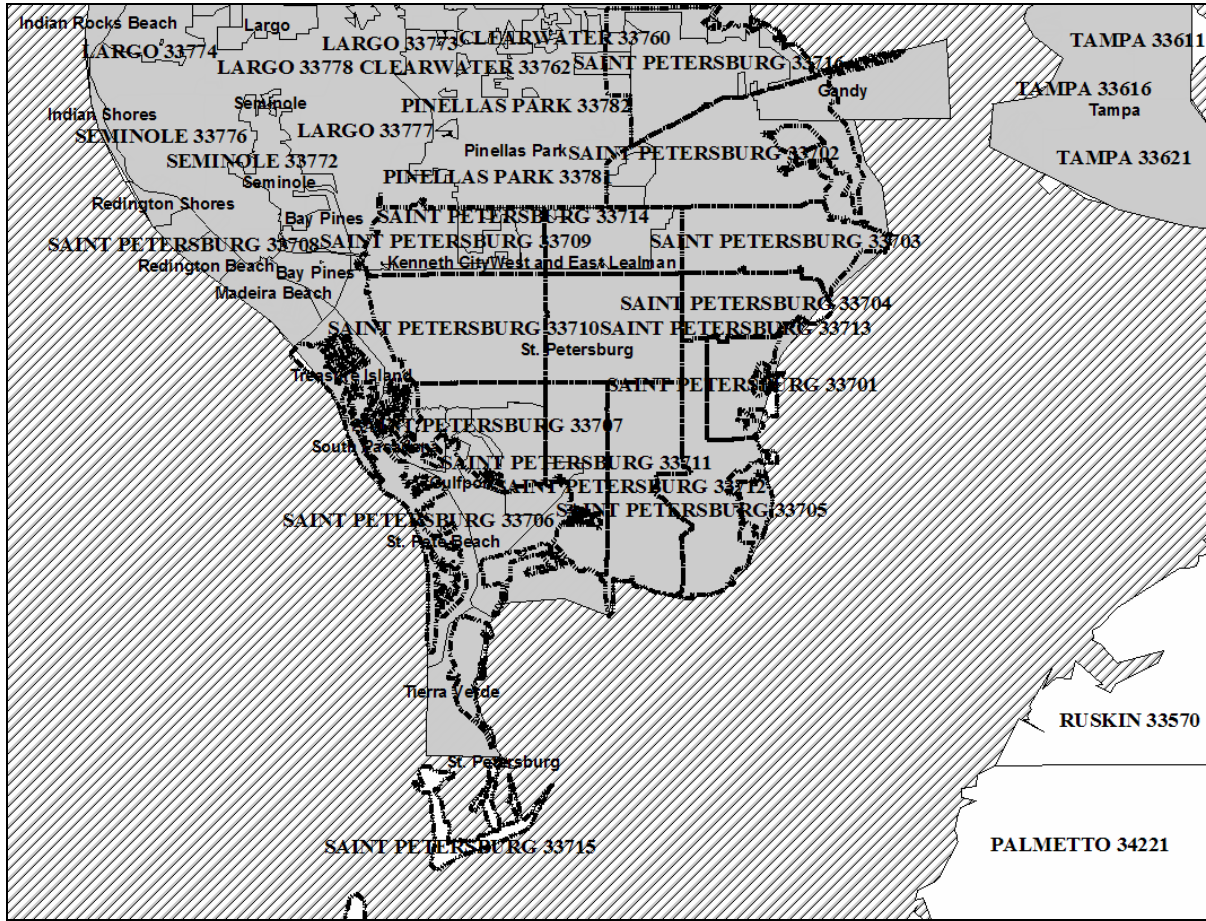 Indian Rocks Beach
Largo
LARGO 33774
LARGO 33773
CLEARWATER 33760
TAMPA 33611
LARGO 33778
CLEARWATER 33762
SAINT PETERSBURG 33716
Gandy
TAMPA 33616
Tampa
Seminole
PINELLAS PARK 33782
Indian Shores
SEMINOLE 33776
LARGO 33777
SEMINOLE 33772
Pinellas Park
SAINT PETERSBURG 33702
TAMPA 33621
Seminole
PINELLAS PARK 33781
Redington Shores
Bay Pines
SAINT PETERSBURG 33714
SAINT PETERSBURG 33708
SAINT PETERSBURG 33709
SAINT PETERSBURG 33703
Redington Beach
Bay Pines
Kenneth City
West and East Lealman
Madeira Beach
SAINT PETERSBURG 33704
SAINT PETERSBURG 33710
SAINT PETERSBURG 33713
St. Petersburg
Treasure Island
SAINT PETERSBURG 33701
SAINT PETERSBURG 33707
South Pasadena
SAINT PETERSBURG 33711
Gulfport
SAINT PETERSBURG 33712
SAINT PETERSBURG 33705
SAINT PETERSBURG 33706
St. Pete Beach
Tierra Verde
RUSKIN 33570
St. Petersburg
SAINT PETERSBURG 33715
PALMETTO 34221